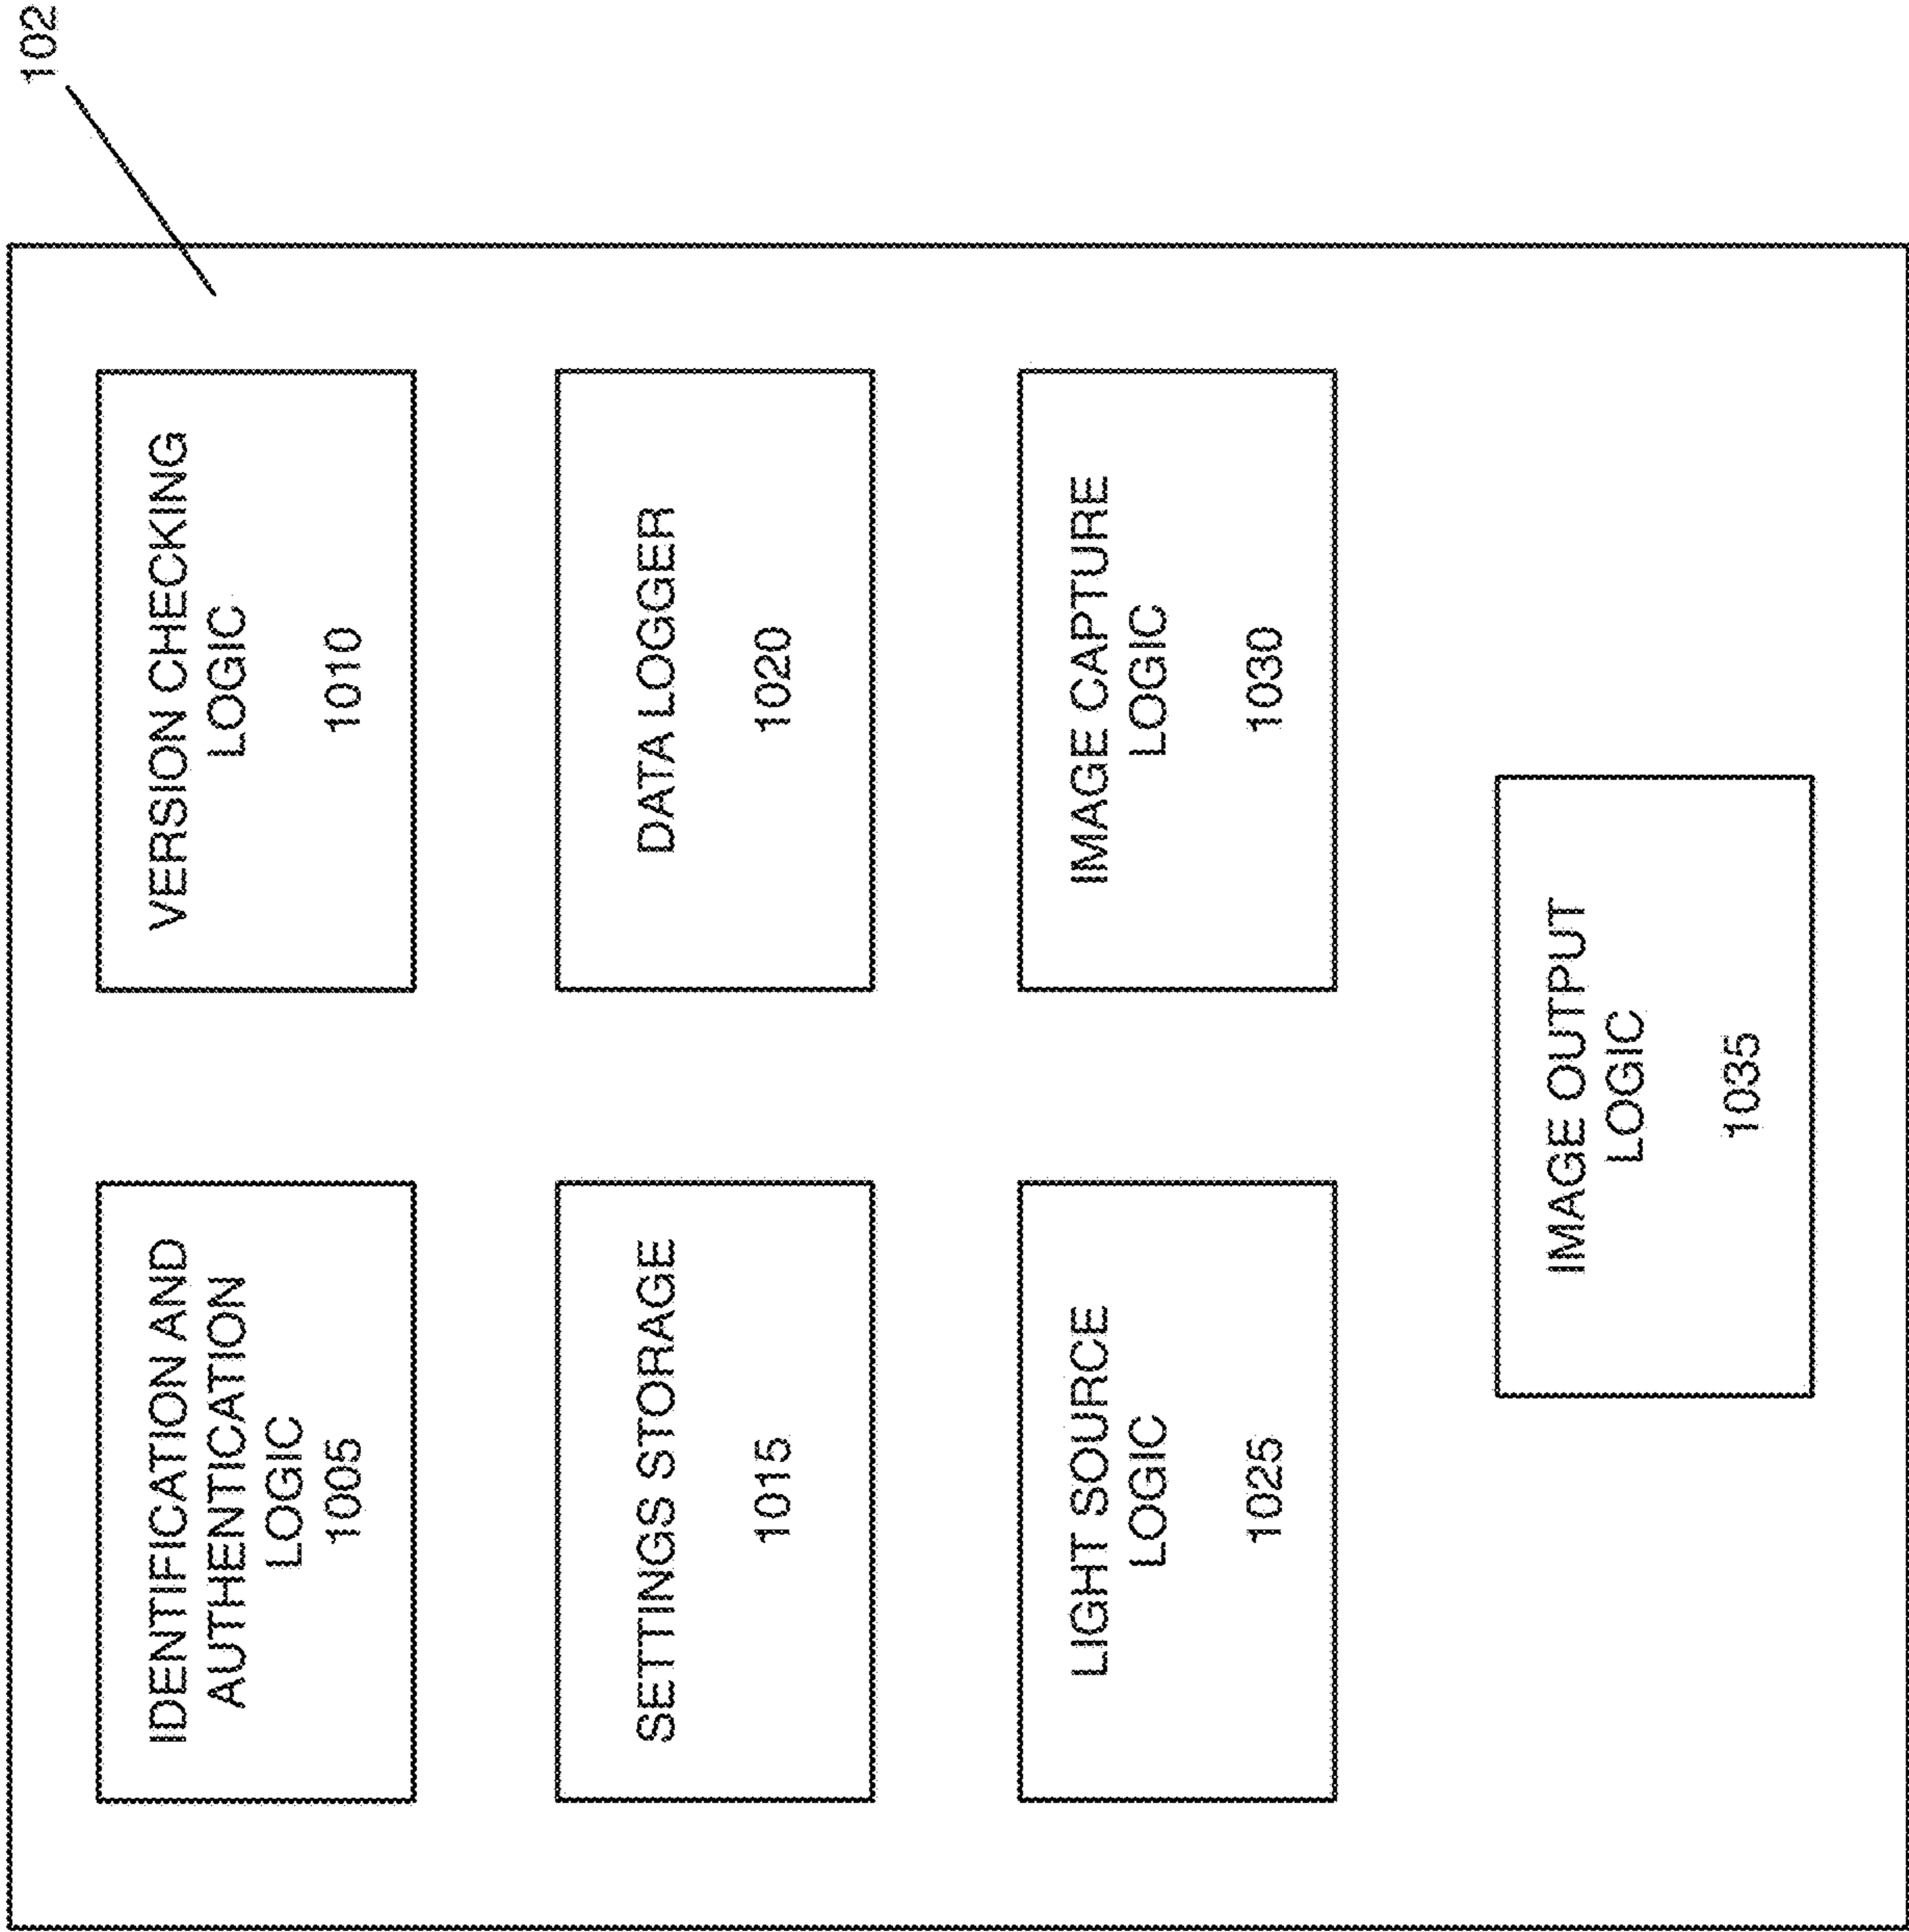 102
IDENTIFICATION AND
AUTHENTICATION
LOGIC
1005
VERSION CHECKING
LOGIC
1010
SETTINGS STORAGE
1015
DATA LOGGER
1020
LIGHT SOURCE
LOGIC
1025
IMAGE CAPTURE
LOGIC
1030
IMAGE OUTPUT
LOGIC
1035